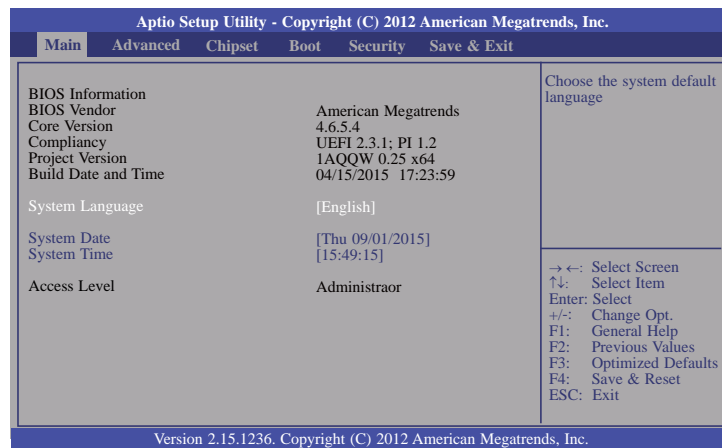 Aptio Setup Utility - Copyright (C) 2012 American Megatrends, Inc.
Main Advanced Chipset Boot Security Save & Exit
BIOS Information
BIOS Vendor American Megatrends
Core Version 4.6.5.4
Compliancy UEFI 2.3.1; PI 1.2
Project Version 1AQQW 0.25 x64
Build Date and Time 04/15/2015 17:23:59
System Language [English]
System Date [Thu 09/01/2015]
System Time [15:49:15]
Access Level Administraor
Choose the system default
language
→ ←: Select Screen
↑↓: Select Item
Enter: Select
+/-: Change Opt.
F1: General Help
F2: Previous Values
F3: Optimized Defaults
F4: Save & Reset
ESC: Exit
Version 2.15.1236. Copyright (C) 2012 American Megatrends, Inc.